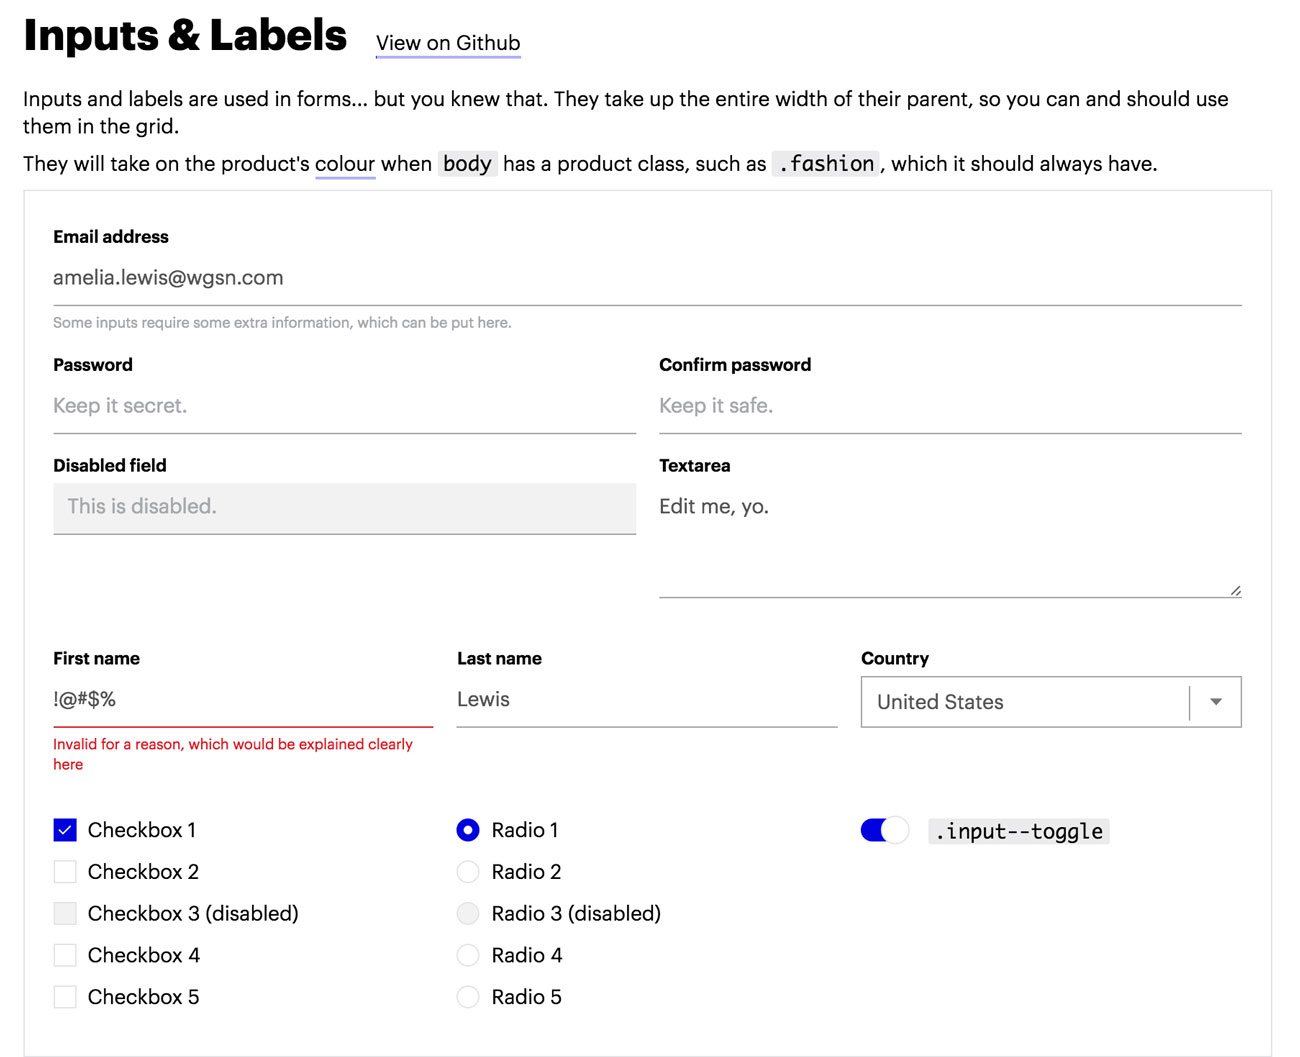 Inputs & Labels View on Github
Inputs and labels are used in forms... but you knew that. They take up the entire width of their parent, so you can and should use
them in the grid.
They will take on the product's colour when body has a product class, such as .fashion, which it should always have.
Email address
amelia.lewis@wgsn.com
Some inputs require some extra information, which can be put here.
Password
Keep it secret.
Confirm password
Keep it safe.
Disabled field
This is disabled.
Textarea
Edit me, yo.
First name
!@#$%
Invalid for a reason, which would be explained clearly
here
Last name
Lewis
Country
United States
Checkbox 1
Checkbox 2
Checkbox 3 (disabled)
Checkbox 4
Checkbox 5
Radio 1
Radio 2
Radio 3 (disabled)
Radio 4
Radio 5
.input--toggle